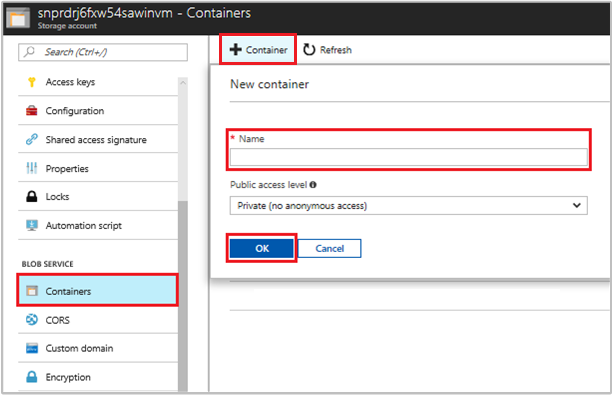 snprdrj6fxw54sawinvm - Containers
Storage account
Search (Ctrl+/)
Access keys
Configuration
Shared access signature
Properties
Locks
Automation script
BLOB SERVICE
Containers
CORS
Custom domain
Encryption
+ Container
Refresh
New container
* Name
Public access level
Private (no anonymous access)
OK
Cancel